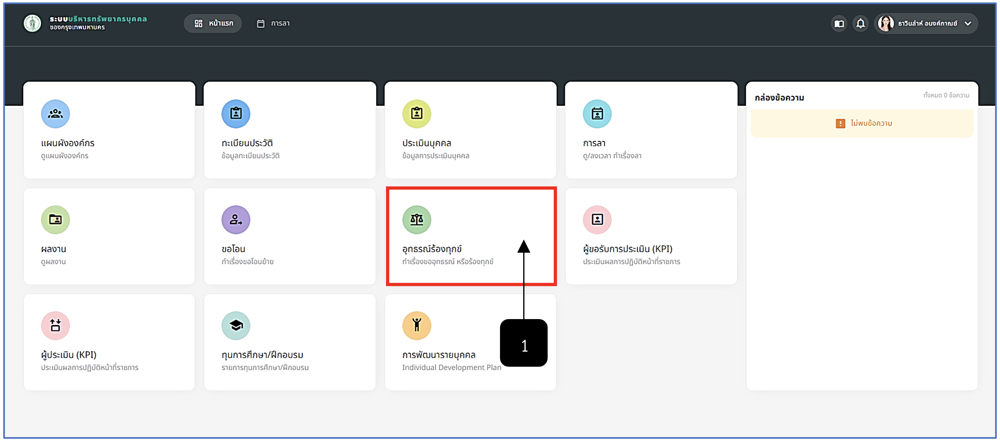 ระบบบริหารทรัพยากรบุคคล
ของกรุงเทพมหานคร
หน้าแรก
การลา
ธาวินล่าห์ อนงค์กาณย์
แผนผังองค์กร
ดูแผนผังองค์กร
ทะเบียนประวัติ
ข้อมูลทะเบียนประวัติ
ประเมินบุคคล
ข้อมูลการประเมินบุคคล
การลา
ดู/ลงเวลา ทำเรื่องลา
กล่องข้อความ
ทั้งหมด 0 ข้อความ
ไม่พบข้อความ
ผลงาน
ดูผลงาน
ขอโอน
ทำเรื่องขอโอนย้าย
อุทธรณ์ร้องทุกข์
ทำเรื่องขออุทธรณ์ หรือร้องทุกข์
ผู้ขอรับการประเมิน (KPI)
ประเมินผลการปฏิบัติหน้าที่ราชการ
ผู้ประเมิน (KPI)
ประเมินผลการปฏิบัติหน้าที่ราชการ
ทุนการศึกษา/ฝึกอบรม
รายการทุนการศึกษา/ฝึกอบรม
การพัฒนารายบุคคล
Individual Development Plan
1